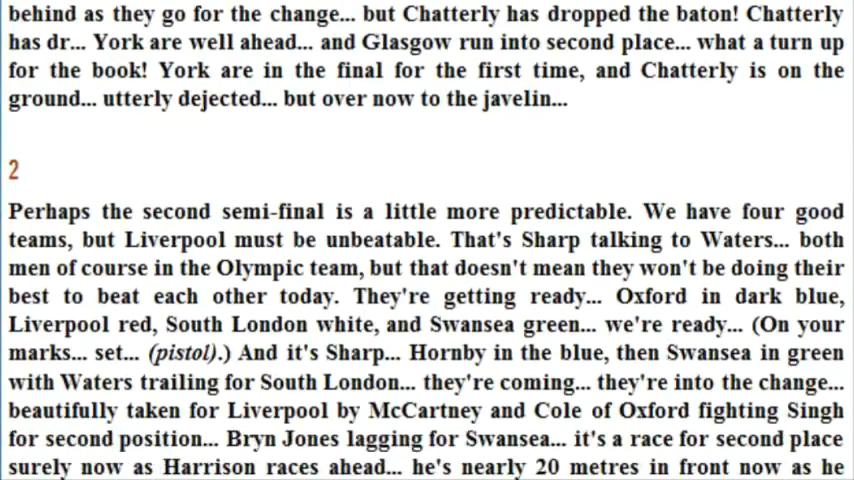 behind as they go for the change... but Chatterly has dropped the baton! Chatterly
has dr... York are well ahead... and Glasgow run into second place... what a turn up
for the book! York are in the final for the first time, and Chatterly is on the
ground... utterly dejected... but over now to the javelin...
2
Perhaps the second semi-final is a little more predictable. We have four good
teams, but Liverpool must be unbeatable. That's Sharp talking to Waters... both
men of course in the Olympic team, but that doesn't mean they won't be doing their
best to beat each other today. They're getting ready... Oxford in dark blue,
Liverpool red, South London white, and Swansea green... we're ready... (On your
marks... set... (pistol).) And it's Sharp... Hornby in the blue, then Swansea in green
with Waters trailing for South London... they're coming... they're into the change...
beautifully taken for Liverpool by McCartney and Cole of Oxford fighting Singh
for second position... Bryn Jones lagging for Swansea... it's a race for second place
surely now as Harrison races ahead... he's nearly 20 metres in front now as he